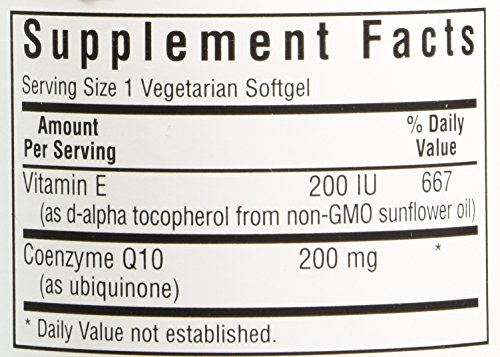 Supplement Facts
Serving Size 1 Vegetarian Softgel
Amount Per Serving % Daily Value
Vitamin E 200 IU 667
(as d-alpha tocopherol from non-GMO sunflower oil)
Coenzyme Q10 200 mg *
(as ubiquinone)
* Daily Value not established.